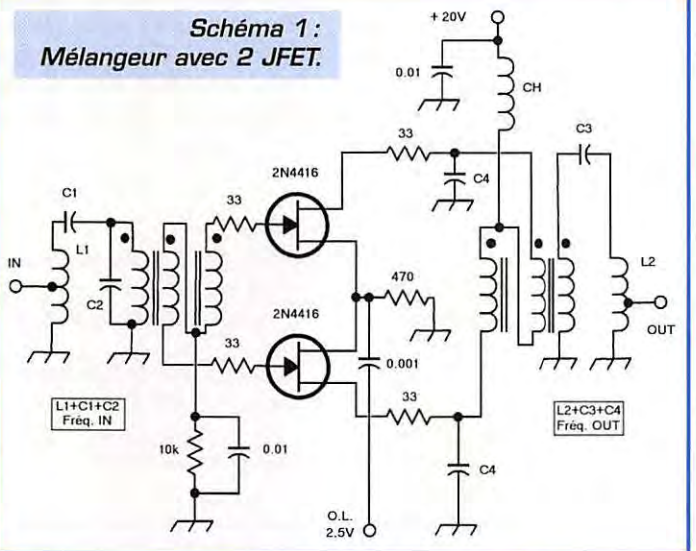 Schéma 1:
Mélangeur avec 2 JFET.
+ 20V
0.01
CH
33
C3
2N4416
C4
33
C1
IN
L1
C2
L2
OUT
470
2N4416
33
0.001
33
L1+C1+C2
Fréq. IN
L2+C3+C4
Fréq. OUT
10k
0.01
C4
O.L.
2.5V